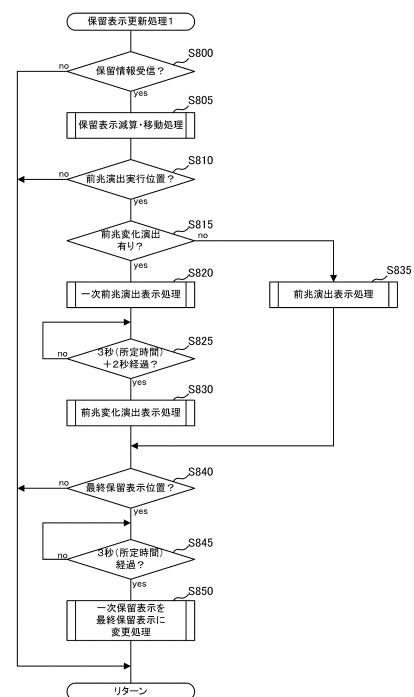 保留表示更新処理1
S800
保留情報受信？
no
yes
S805
保留表示減算・移動処理
S810
前兆演出実行位置？
no
yes
S815
前兆変化演出
有り？
no
yes
S820
一次前兆演出表示処理
S835
前兆演出表示処理
S825
3秒（所定時間）
＋2秒経過？
no
yes
S830
前兆変化演出表示処理
S840
最終保留表示位置？
no
yes
S845
3秒（所定時間）
経過？
no
yes
S850
一次保留表示を
最終保留表示に
変更処理
リターン